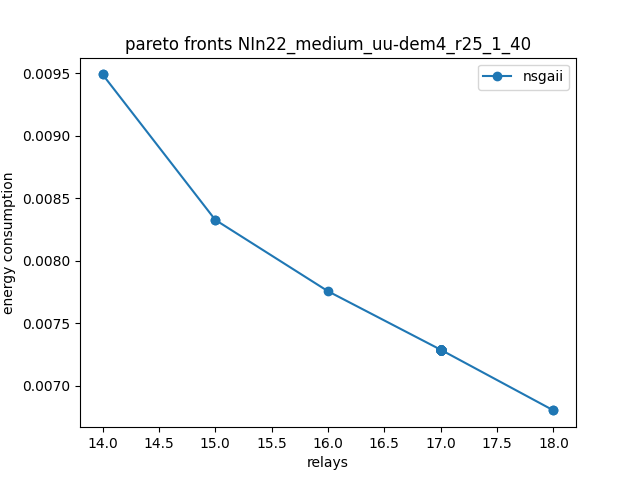 pareto fronts NIn22_medium_uu-dem4_r25_1_40
nsgaii
energy consumption
0.0095
0.0090
0.0085
0.0080
0.0075
0.0070
14.0 14.5 15.0 15.5 16.0 16.5 17.0 17.5 18.0
relays